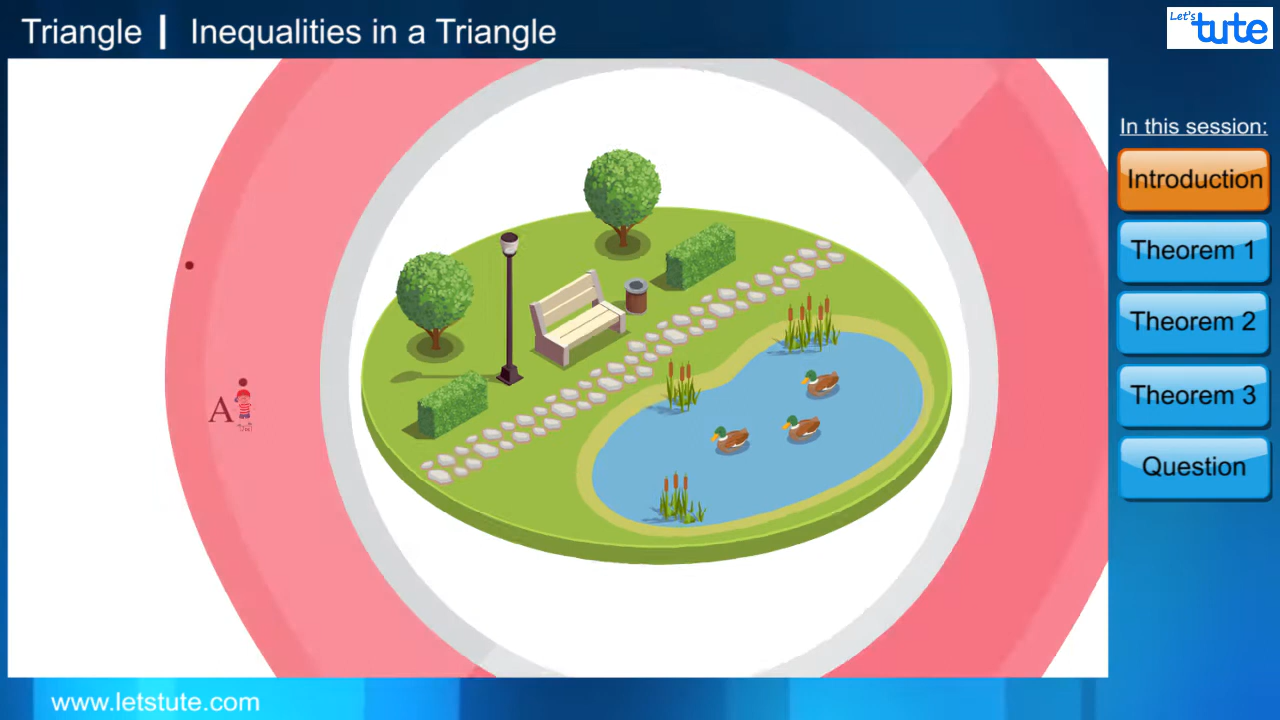 Triangle | Inequalities in a Triangle
Let's
tute
In this session:
Introduction
Theorem 1
Theorem 2
Theorem 3
Question
A
www.letstute.com